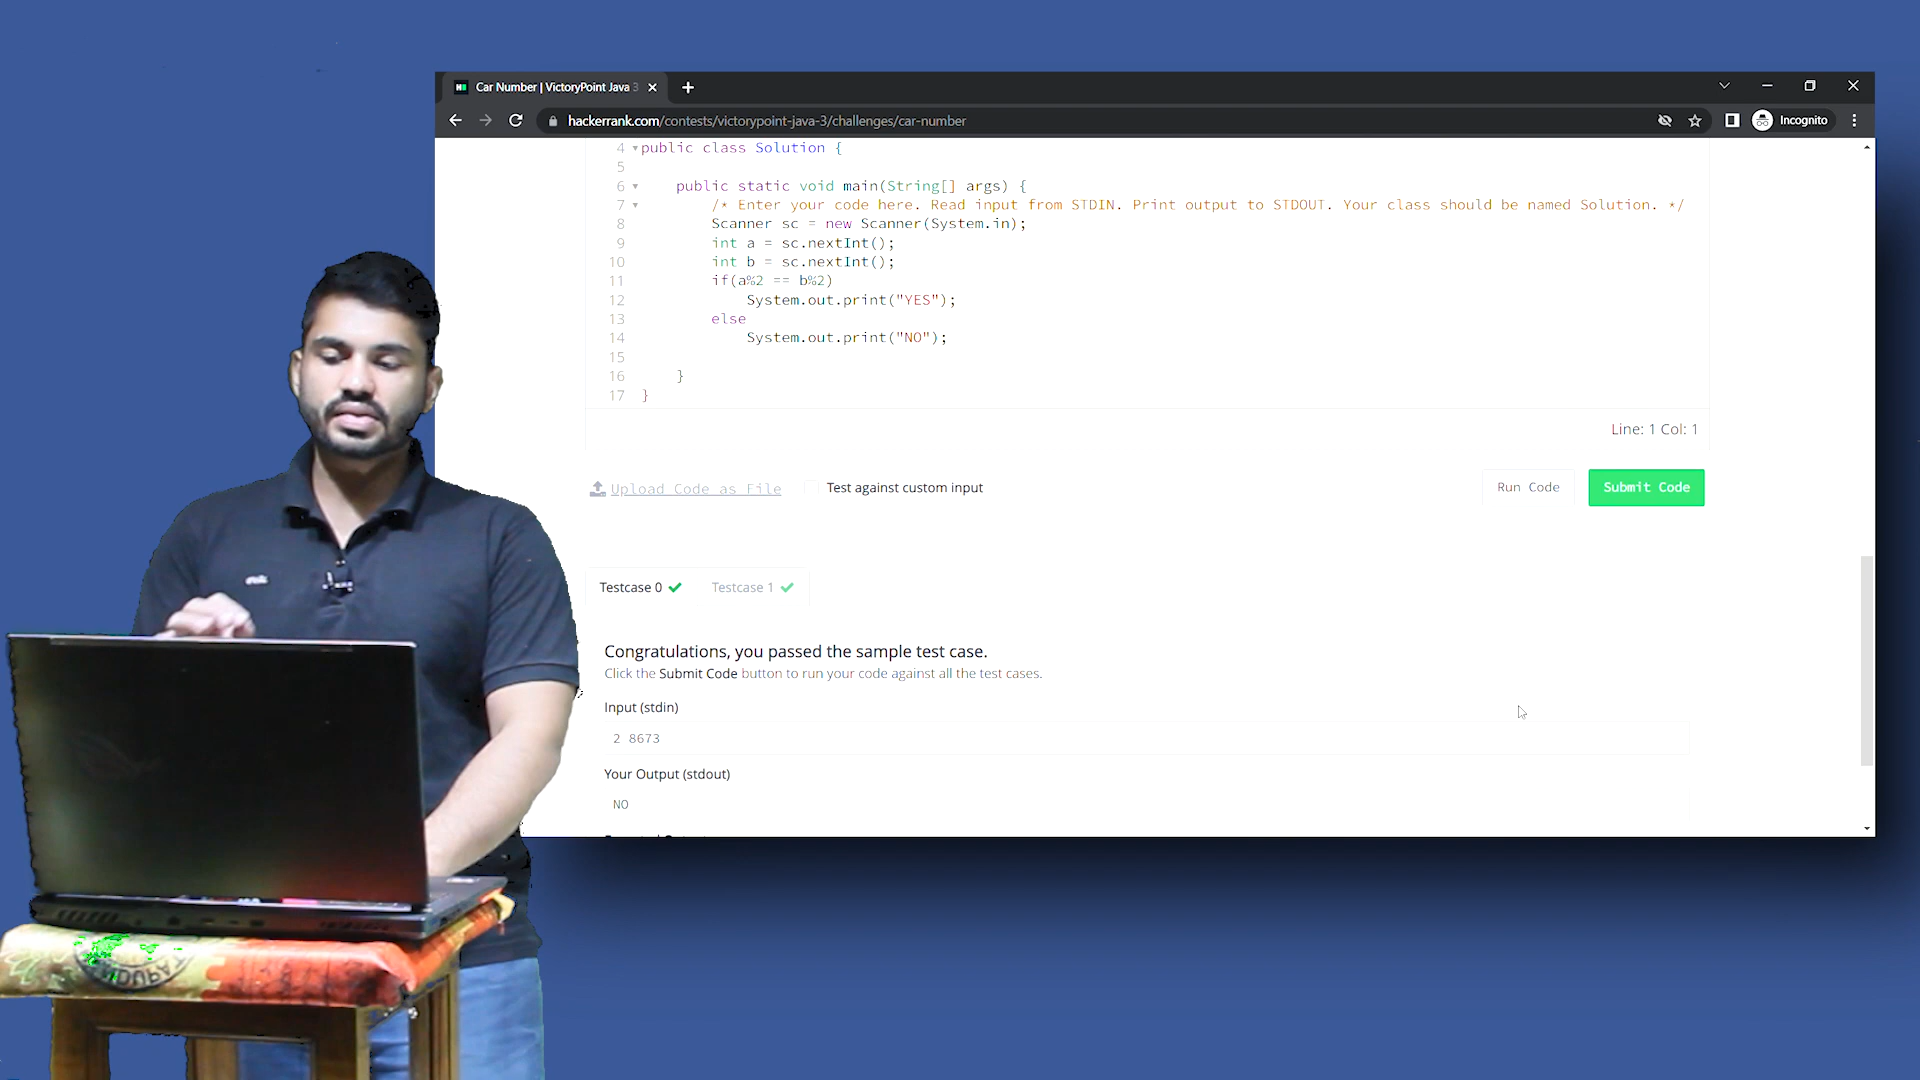 Car Number | VictoryPoint Java 3
hackerrank.com/contests/victorypoint-java-3/challenges/car-number
Incognito
4 public class Solution {
5
6 public static void main(String[] args) {
7 /* Enter your code here. Read input from STDIN. Print output to STDOUT. Your class should be named Solution. */
8 Scanner sc = new Scanner(System.in);
9 int a = sc.nextInt();
10 int b = sc.nextInt();
11 if(a%2 == b%2)
12 System.out.print("YES");
13 else
14 System.out.print("NO");
15
16 }
17 }
Line: 1 Col: 1
Upload Code as File
Test against custom input
Run Code
Submit Code
Testcase 0
Testcase 1
Congratulations, you passed the sample test case.
Click the Submit Code button to run your code against all the test cases.
Input (stdin)
2 8673
Your Output (stdout)
NO